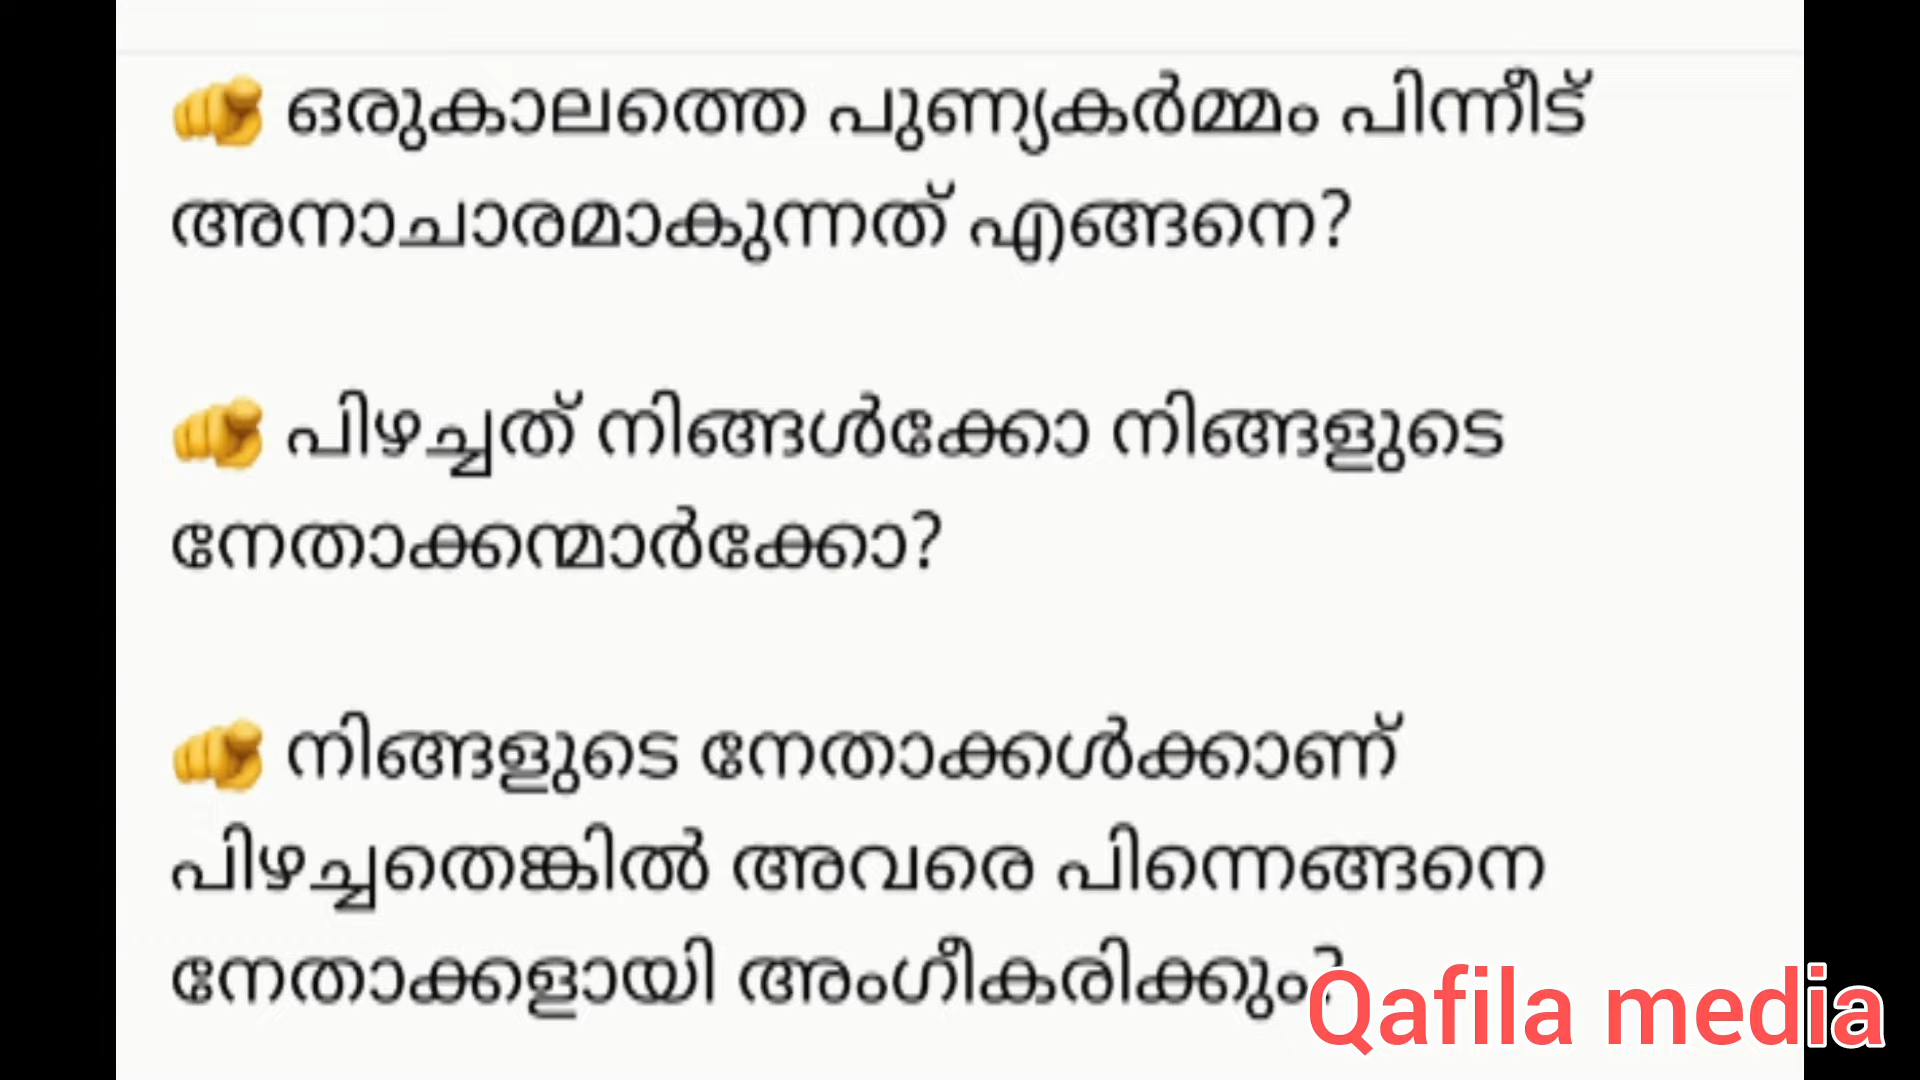 🫵 ഒരുകാലത്തെ പുണ്യകർമ്മം പിന്നീട്
അനാചാരമാകുന്നത് എങ്ങനെ?
🫵 പിഴച്ചത് നിങ്ങൾക്കോ നിങ്ങളുടെ
നേതാക്കന്മാർക്കോ?
🫵 നിങ്ങളുടെ നേതാക്കൾക്കാണ്
പിഴച്ചതെങ്കിൽ അവരെ പിന്നെങ്ങനെ
നേതാക്കളായി അംഗീകരിക്കും?
Qafila media